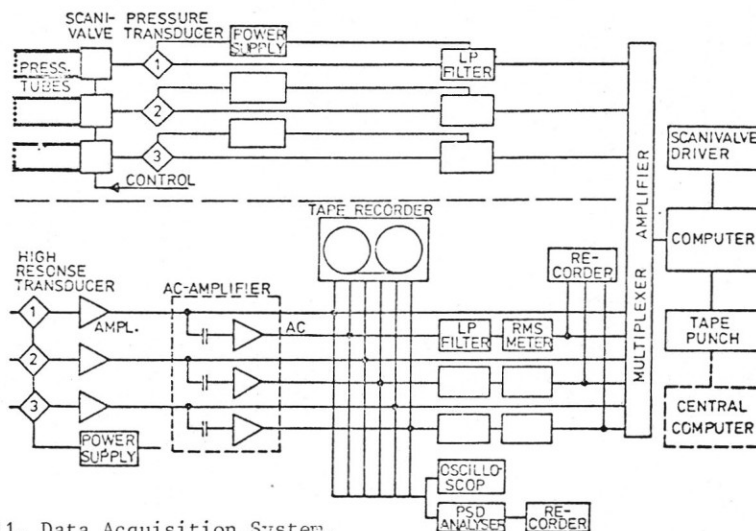 SCANI-
VALVE
PRESSURE
TRANSDUCER
POWER
SUPPLY
LP
FILTER
PRESS.
TUBES
1
2
3
CONTROL
MULTIPLEXER AMPLIFIER
SCANIVALVE
DRIVER
COMPUTER
TAPE
PUNCH
CENTRAL
COMPUTER
TAPE RECORDER
HIGH
RESONSE
TRANSDUCER
AC-AMPLIFIER
RE-
CORDER
1
AMPL.
AC
LP
FILTER
RMS
METER
2
3
POWER
SUPPLY
OSCILLO-
SCOP
PSD
ANALYSER
RE-
CORDER
1. Data Acquisition System